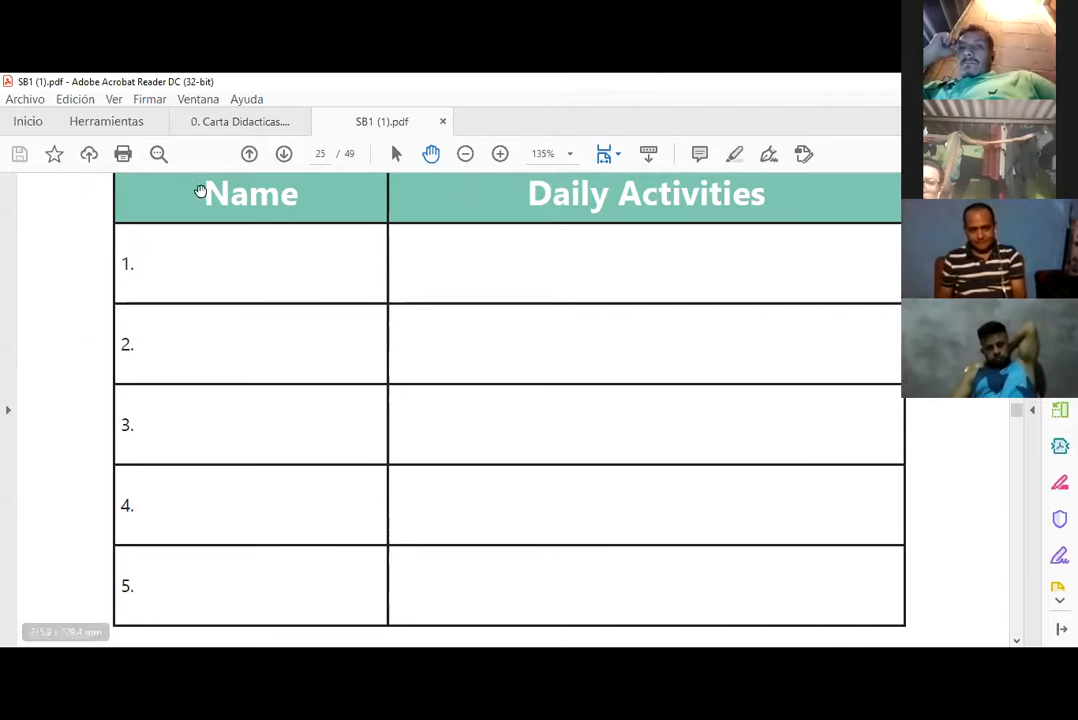 SB1 (1).pdf - Adobe Acrobat Reader DC (32-bit)
Archivo Edición Ver Firmar Ventana Ayuda
Inicio Herramientas 0. Carta Didacticas.... SB1 (1).pdf ×
25 / 49 135%
Name Daily Activities
1.
2.
3.
4.
5.